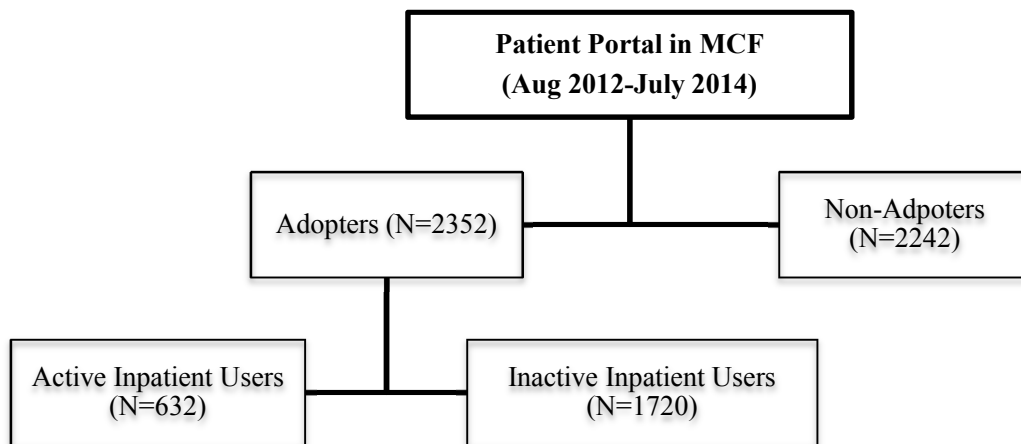 Patient Portal in MCF
(Aug 2012-July 2014)
Adopters (N=2352)
Non-Adpoters
(N=2242)
Active Inpatient Users
(N=632)
Inactive Inpatient Users
(N=1720)